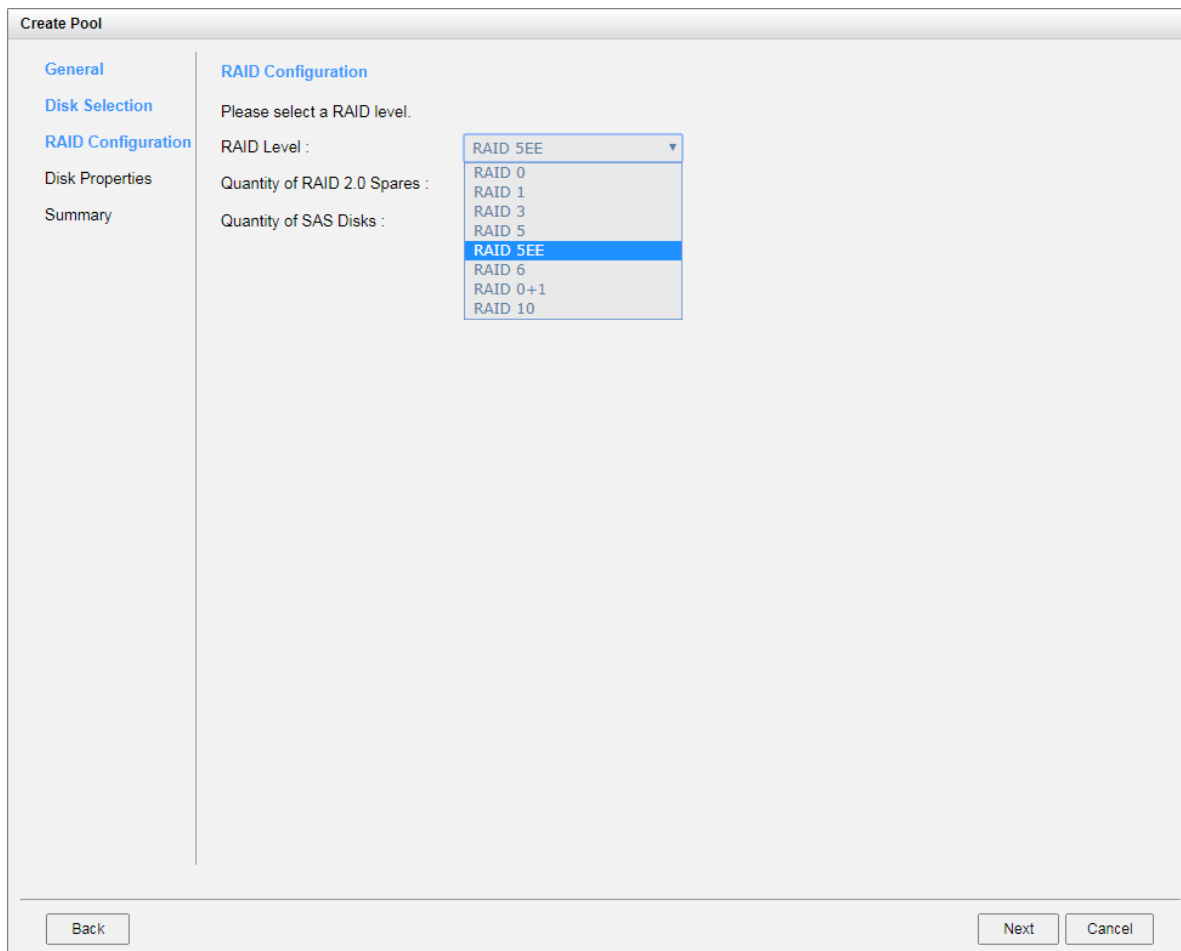 Create Pool
General
Disk Selection
RAID Configuration
Disk Properties
Summary
RAID Configuration
Please select a RAID level.
RAID Level : RAID 5EE
Quantity of RAID 2.0 Spares :
Quantity of SAS Disks :
RAID 0
RAID 1
RAID 3
RAID 5
RAID 5EE
RAID 6
RAID 0+1
RAID 10
Back Next Cancel